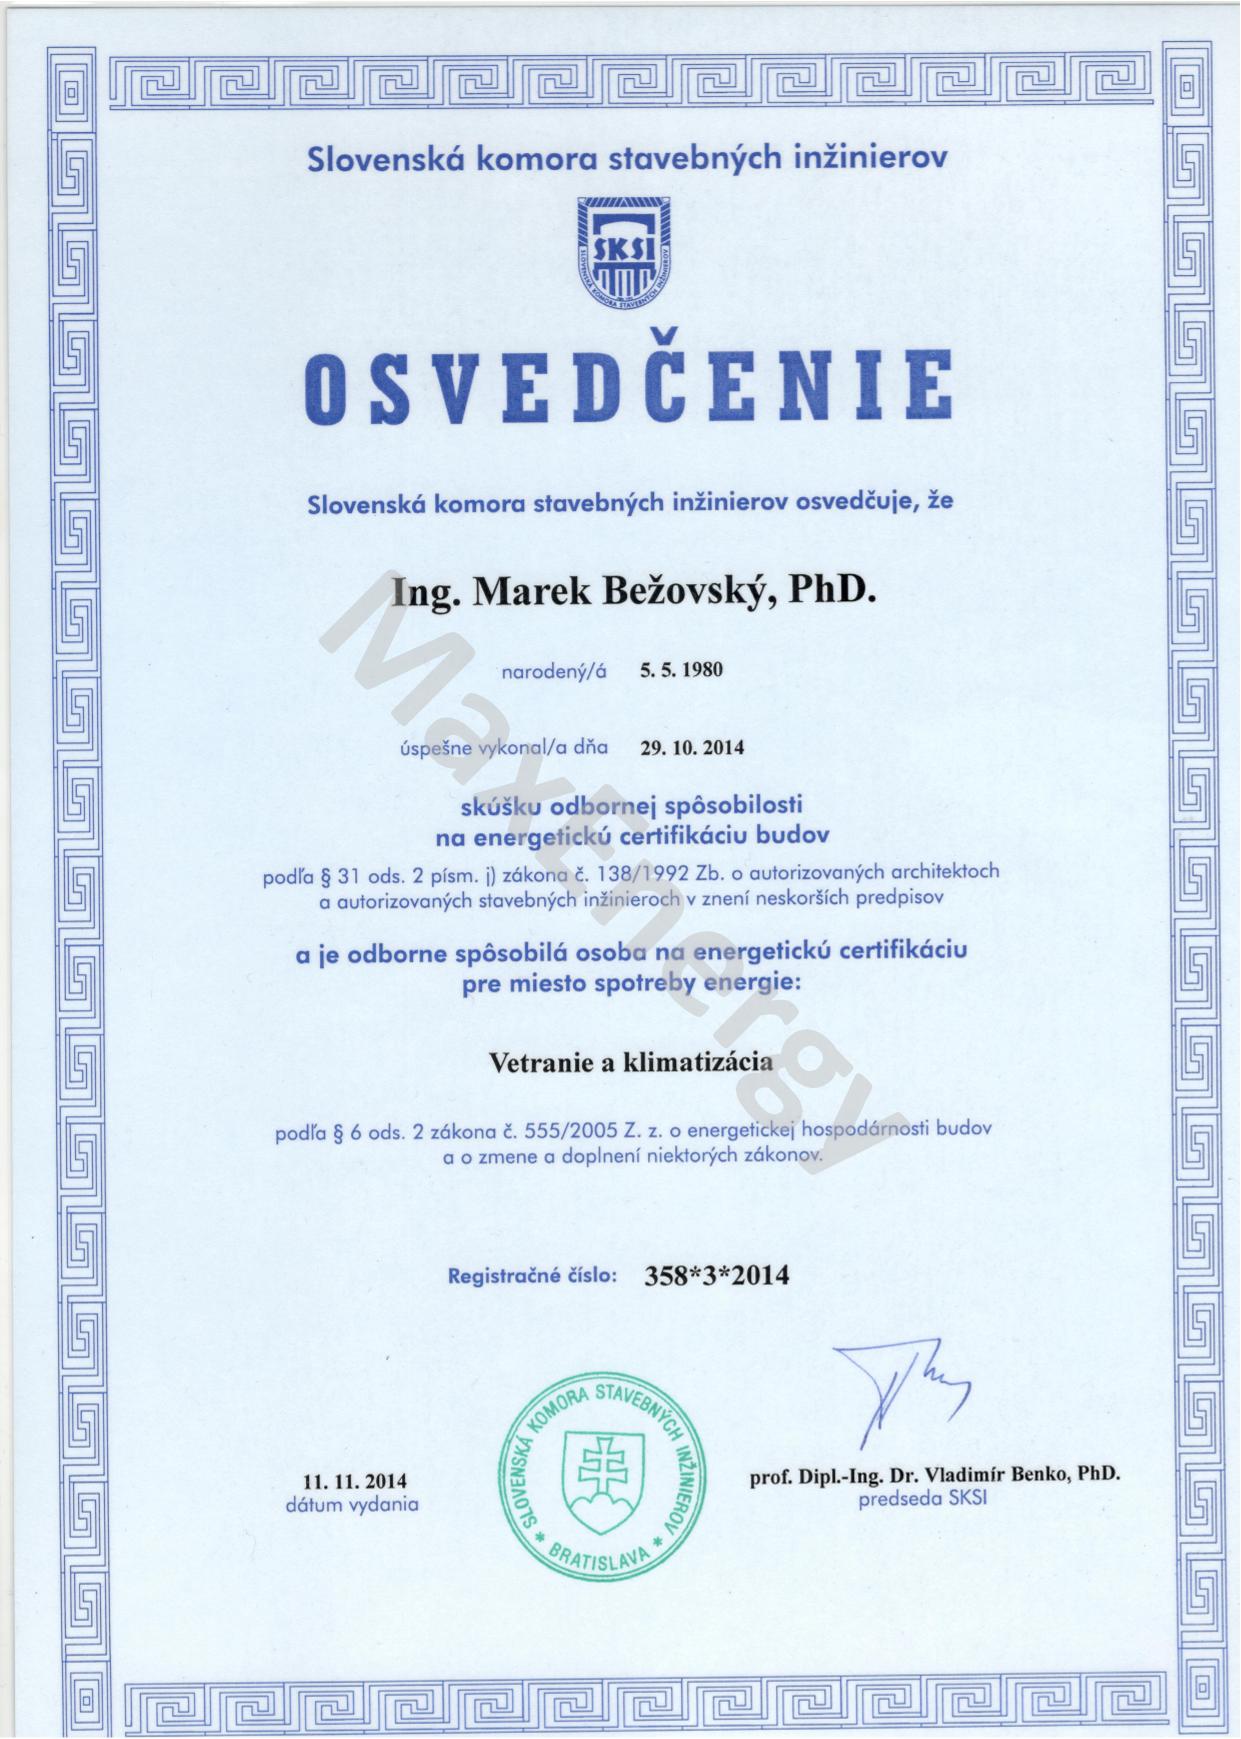 Slovenská komora stavebných inžinierov
SKSI
SLOVENSKÁ KOMORA STAVEBNÝCH INŽINIEROV
OSVEDČENIE
Slovenská komora stavebných inžinierov osvedčuje, že
Ing. Marek Bežovský, PhD.
narodený/á 5. 5. 1980
úspešne vykonal/a dňa 29. 10. 2014
skúšku odbornej spôsobilosti
na energetickú certifikáciu budov
podľa § 31 ods. 2 písm. j) zákona č. 138/1992 Zb. o autorizovaných architektoch
a autorizovaných stavebných inžinieroch v znení neskorších predpisov
a je odborne spôsobilá osoba na energetickú certifikáciu
pre miesto spotreby energie:
Vetranie a klimatizácia
podľa § 6 ods. 2 zákona č. 555/2005 Z. z. o energetickej hospodárnosti budov
a o zmene a doplnení niektorých zákonov.
MaxEnergy
Registračné číslo: 358*3*2014
SLOVENSKÁ KOMORA STAVEBNÝCH INŽINIEROV
* BRATISLAVA *
11. 11. 2014
dátum vydania
prof. Dipl.-Ing. Dr. Vladimír Benko, PhD.
predseda SKSI